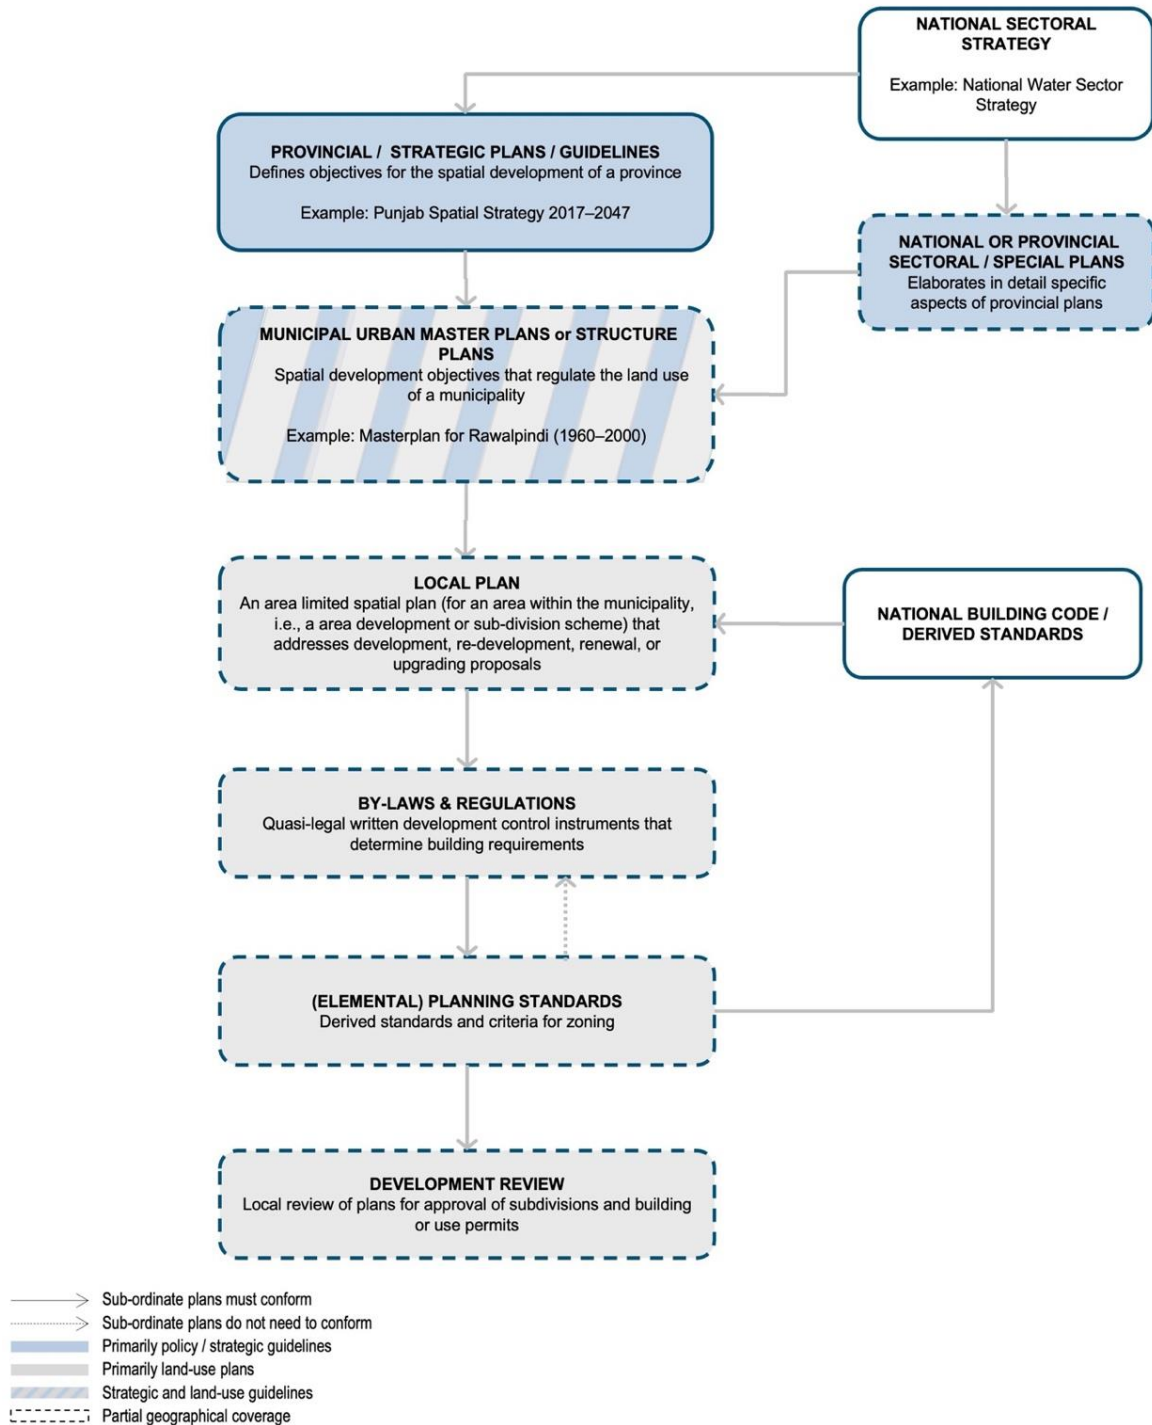 NATIONAL SECTORAL
STRATEGY
Example: National Water Sector
Strategy
PROVINCIAL / STRATEGIC PLANS / GUIDELINES
Defines objectives for the spatial development of a province
Example: Punjab Spatial Strategy 2017–2047
NATIONAL OR PROVINCIAL
SECTORAL / SPECIAL PLANS
Elaborates in detail specific
aspects of provincial plans
MUNICIPAL URBAN MASTER PLANS or STRUCTURE
PLANS
Spatial development objectives that regulate the land use
of a municipality
Example: Masterplan for Rawalpindi (1960–2000)
LOCAL PLAN
An area limited spatial plan (for an area within the municipality,
i.e., a area development or sub-division scheme) that
addresses development, re-development, renewal, or
upgrading proposals
NATIONAL BUILDING CODE /
DERIVED STANDARDS
BY-LAWS & REGULATIONS
Quasi-legal written development control instruments that
determine building requirements
(ELEMENTAL) PLANNING STANDARDS
Derived standards and criteria for zoning
DEVELOPMENT REVIEW
Local review of plans for approval of subdivisions and building
or use permits
Sub-ordinate plans must conform
Sub-ordinate plans do not need to conform
Primarily policy / strategic guidelines
Primarily land-use plans
Strategic and land-use guidelines
Partial geographical coverage